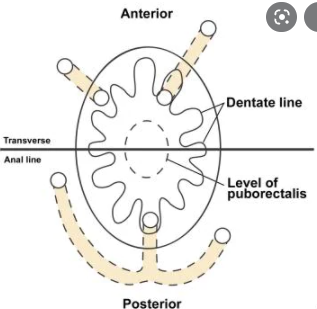 Anterior
Dentate line
Transverse
Anal line
Level of
puborectalis
Posterior